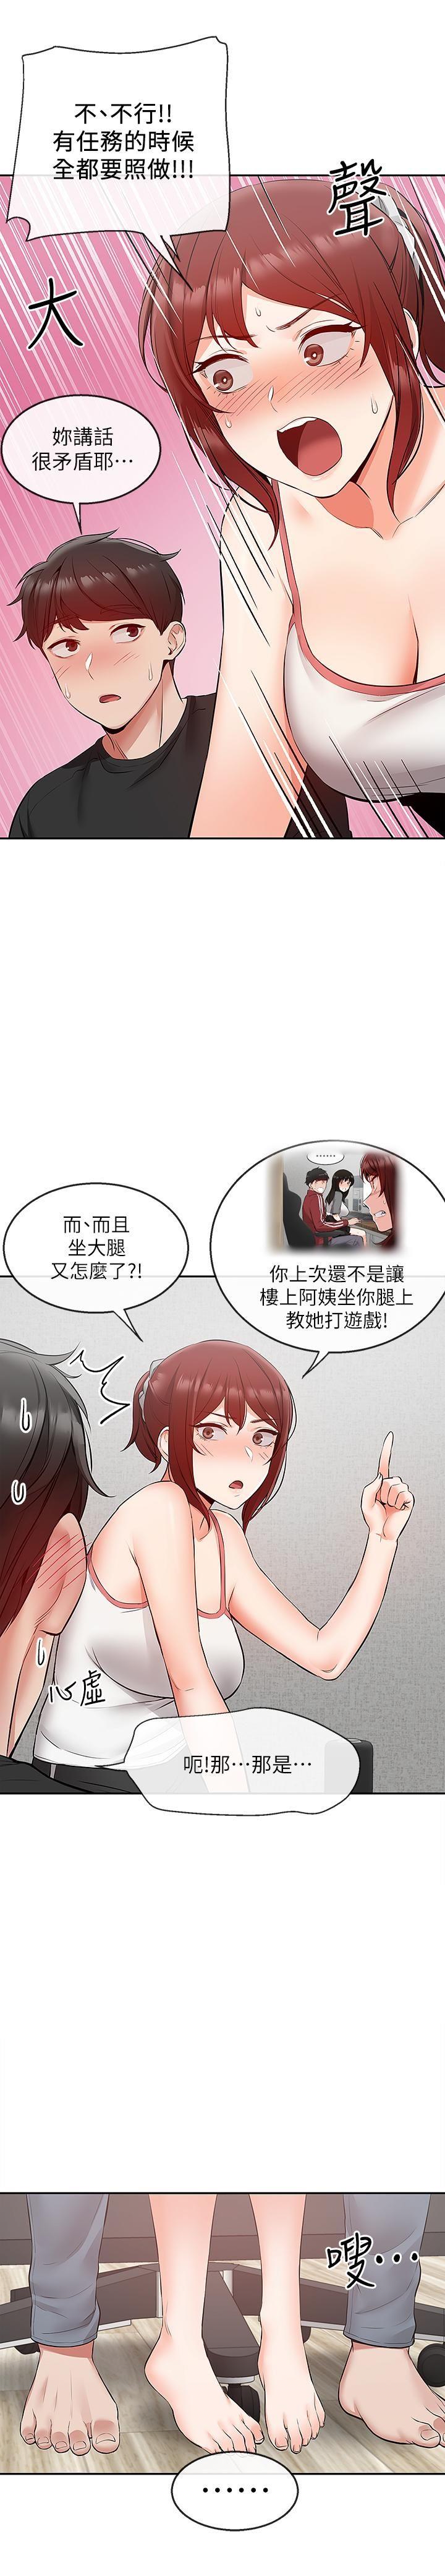 不、不行!!
有任務的時候
全都要照做!!!
大
聲
妳講話
很矛盾耶…
而、而且
坐大腿
又怎麼了?!
……
你上次還不是讓
樓上阿姨坐你腿上
教她打遊戲!
心虛
呃!那…那是…
嗖…
……